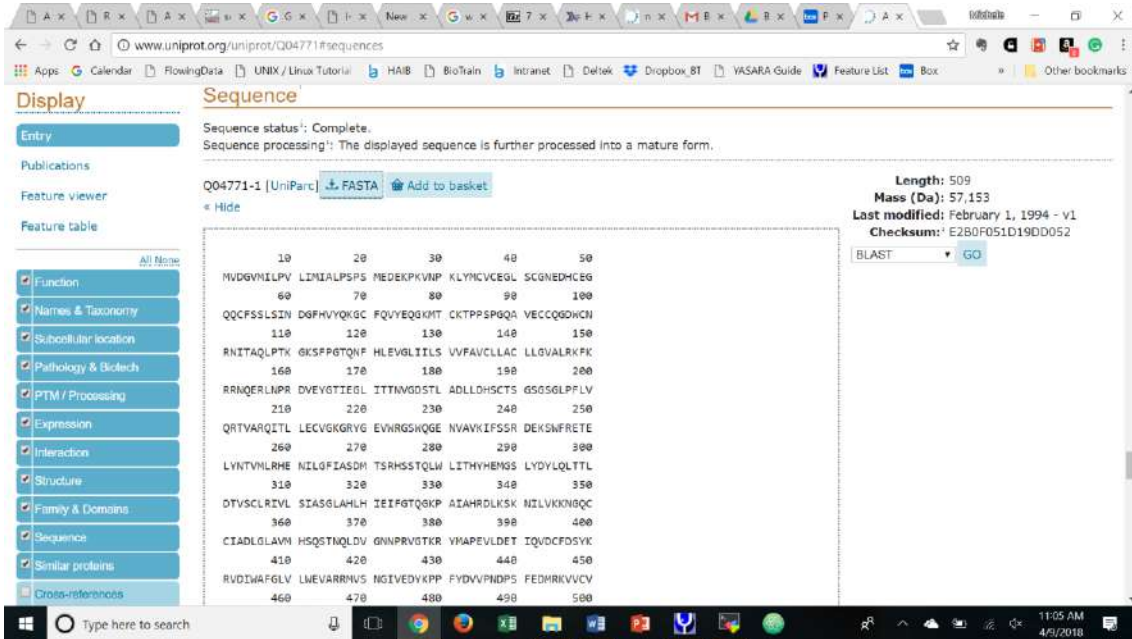 www.uniprot.org/uniprot/Q04771#sequences
Apps Calendar FlowingData UNIX / Linux Tutorial HAIB BioTrain Intranet Deltek Dropbox_BT YASARA Guide Feature List Box » Other bookmarks
Display
Entry
Publications
Feature viewer
Feature table
All None
Function
Names & Taxonomy
Subcellular location
Pathology & Biotech
PTM / Processing
Expression
Interaction
Structure
Family & Domains
Sequence
Similar proteins
Cross-references
Sequence
Sequence status: Complete.
Sequence processing: The displayed sequence is further processed into a mature form.
Q04771-1 [UniParc] FASTA Add to basket
« Hide
10 20 30 40 50
MVDGVMILPV LIMIALPSPS MEDEKPKVNP KLYMCVCEGL SCGNEDHCEG
60 70 80 90 100
QQCFSSLSIN DGFHVYQKGC FQVYEQGKMT CKTPPSPGQA VECCQGDWCN
110 120 130 140 150
RNITAQLPTK GKSFPGTQNF HLEVGLIILS VVFAVCLLAC LLGVALRKFK
160 170 180 190 200
RRNQERLNPR DVEYGTIEGL ITTNVGDSTL ADLLDHSCTS GSGSGLPFLV
210 220 230 240 250
QRTVARQITL LECVGKGRYG EVWRGSWQGE NVAVKIFSSR DEKSWFRETE
260 270 280 290 300
LYNTVMLRHE NILGFIASDM TSRHSSTQLW LITHYHEMGS LYDYLQLTTL
310 320 330 340 350
DTVSCLRIVL SIASGLAHLH IEIFGTQGKP AIAHRDLKSK NILVKKNGQC
360 370 380 390 400
CIADLGLAVM HSQSTNQLDV GNNPRVGTKR YMAPEVLDET IQVDCFDSYK
410 420 430 440 450
RVDIWAFGLV LWEVARRMVS NGIVEDYKPP FYDVVPNDPS FEDMRKVVCV
460 470 480 490 500
Length: 509
Mass (Da): 57,153
Last modified: February 1, 1994 - v1
Checksum: E2B0F051D19DD052
BLAST GO
Type here to search
11:05 AM
4/9/2018